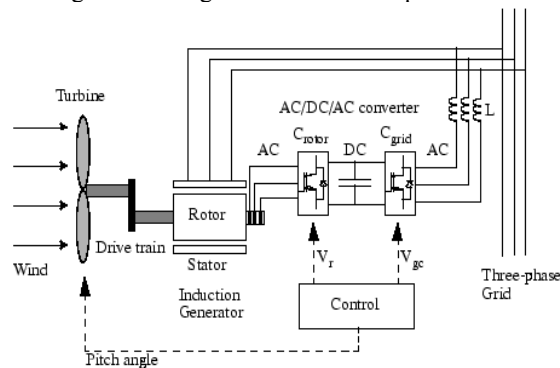 Turbine
AC/DC/AC converter
C rotor
C grid
L
AC
DC
AC
Rotor
Drive train
Stator
Wind
Induction
Generator
V r
V gc
Control
Three-phase
Grid
Pitch angle